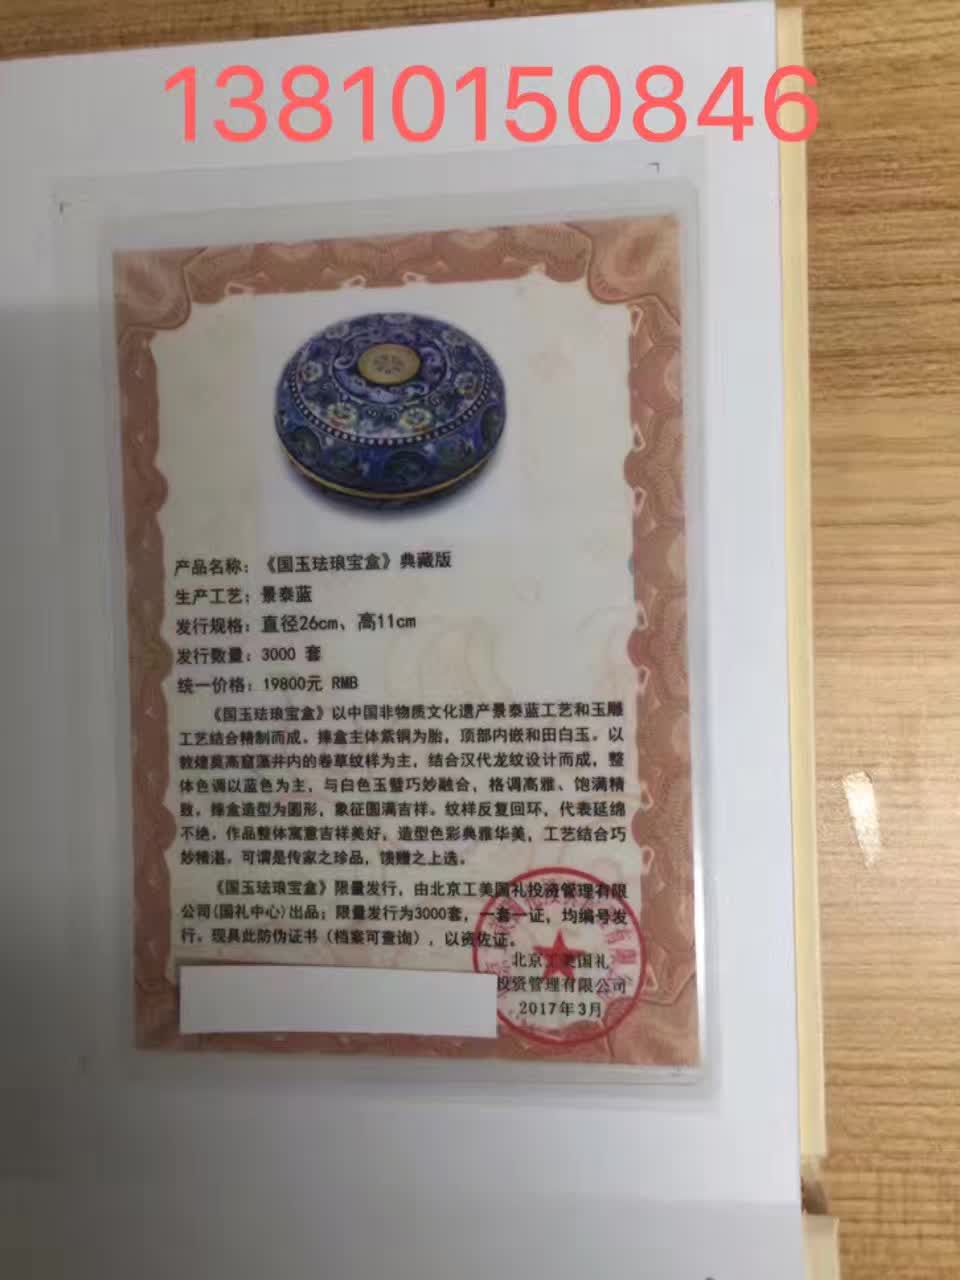 13810150846
产品名称：《国玉珐琅宝盒》典藏版
生产工艺：景泰蓝
发行规格：直径26cm、高11cm
发行数量：3000 套
统一价格：19800元 RMB
《国玉珐琅宝盒》以中国非物质文化遗产景泰蓝工艺和玉雕
工艺结合精制而成。捧盒主体紫铜为胎，顶部内嵌和田白玉。以
敦煌莫高窟藻井内的卷草纹样为主，结合汉代龙纹设计而成，整
体色调以蓝色为主，与白色玉璧巧妙融合，格调高雅、饱满精
致。捧盒造型为圆形，象征圆满吉祥。纹样反复回环，代表延绵
不绝。作品整体寓意吉祥美好，造型色彩典雅华美，工艺结合巧
妙精湛。可谓是传家之珍品，馈赠之上选。
《国玉珐琅宝盒》限量发行，由北京工美国礼投资管理有限
公司(国礼中心)出品；限量发行为3000套，一套一证，均编号发
行。现具此防伪证书（档案可查询），以资佐证。
北京工美国礼
投资管理有限公司
2017年3月